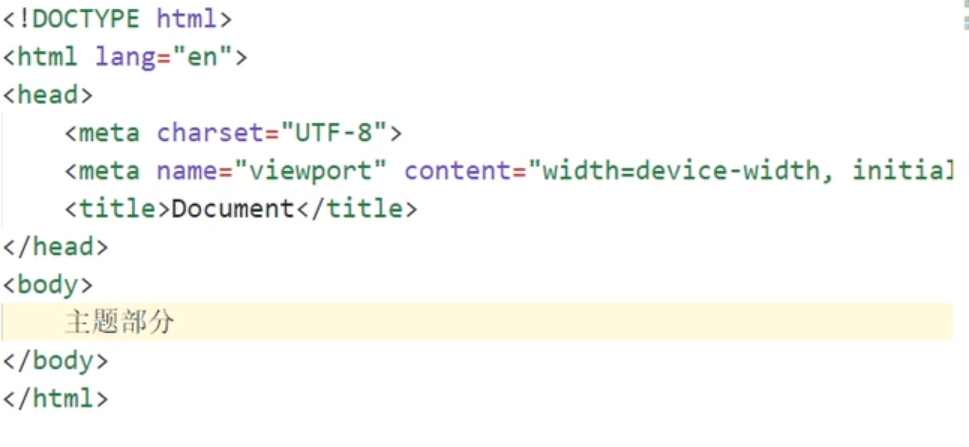 <!DOCTYPE html>
<html lang="en">
<head>
    <meta charset="UTF-8">
    <meta name="viewport" content="width=device-width, initial
    <title>Document</title>
</head>
<body>
    主题部分
</body>
</html>